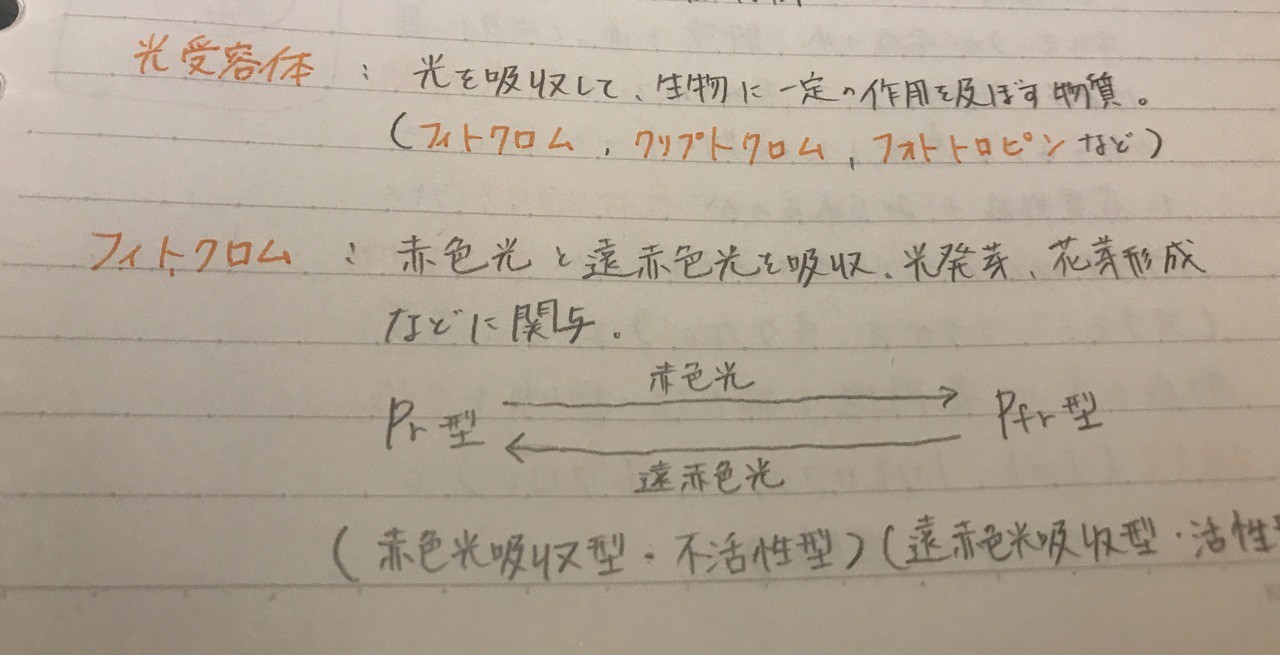 光受容体 : 光を吸収して、生物に一定の作用を及ぼす物質。
(フィトクロム, クリプトクロム, フォトトロピンなど)
フィトクロム : 赤色光と遠赤色光を吸収、光発芽、花芽形成
などに関与。
赤色光
Pr型 Pfr型
遠赤色光
(赤色光吸収型・不活性型)(遠赤色光吸収型・活性